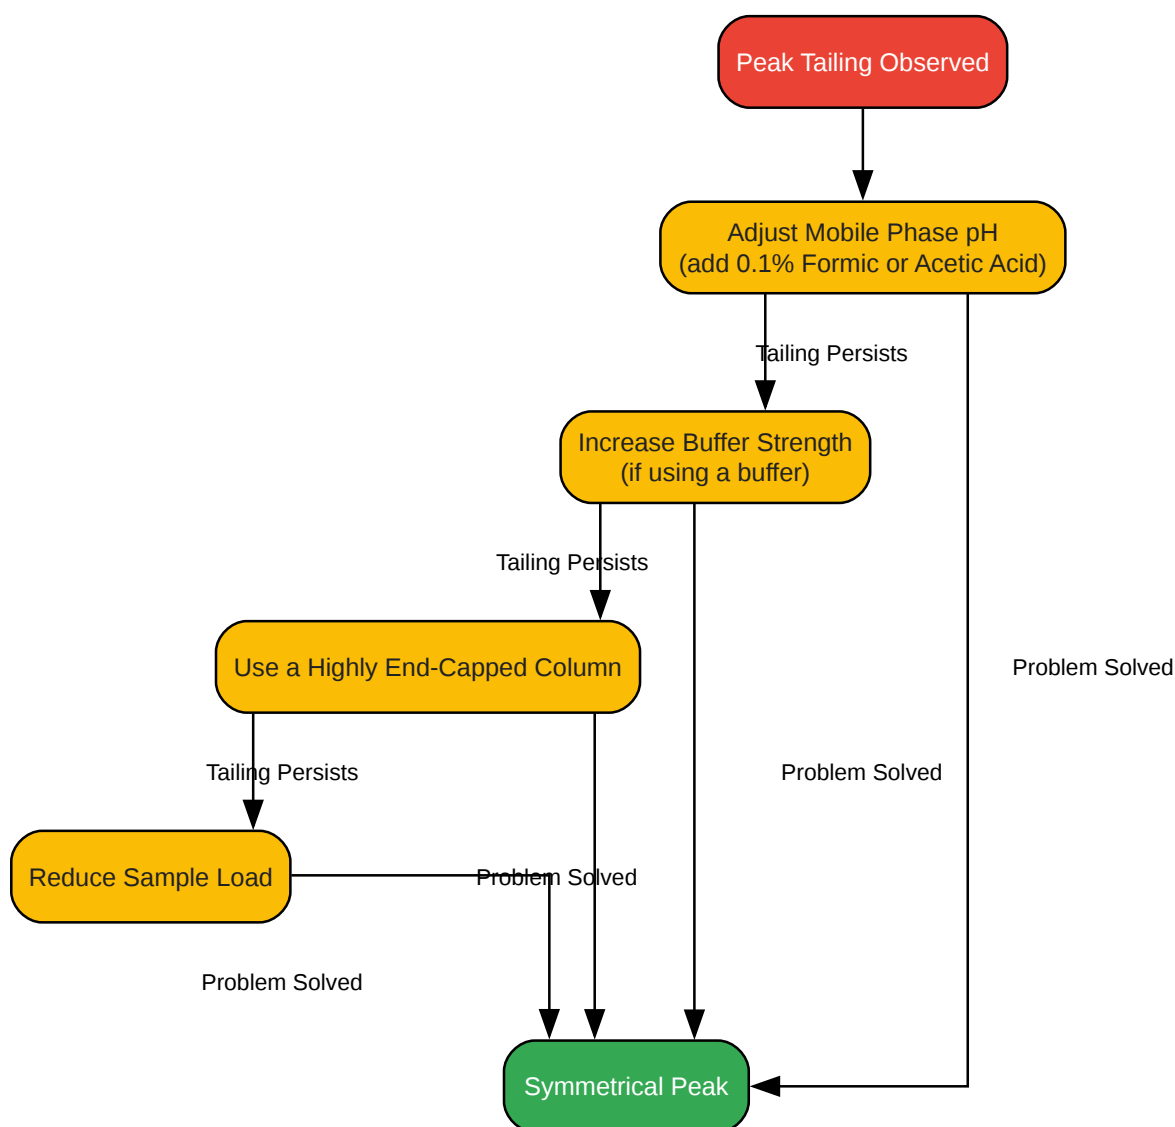 Peak Tailing Observed
Adjust Mobile Phase pH
(add 0.1% Formic or Acetic Acid)
Tailing Persists
Increase Buffer Strength
(if using a buffer)
Tailing Persists
Use a Highly End-Capped Column
Problem Solved
Tailing Persists
Problem Solved
Reduce Sample Load
Problem Solved
Problem Solved
Symmetrical Peak